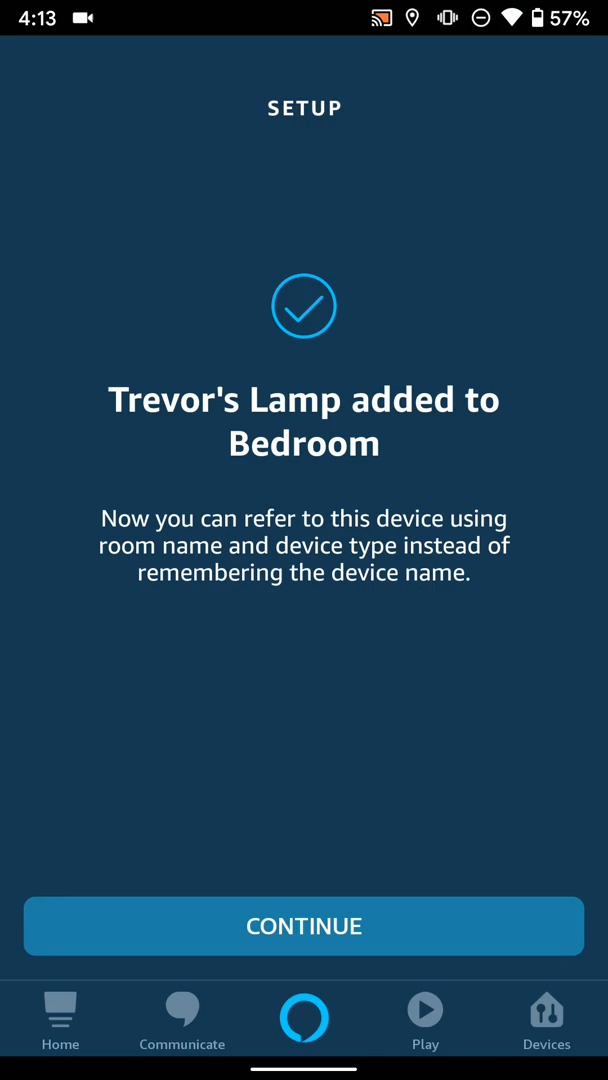 4:13
57%
SETUP
Trevor's Lamp added to
Bedroom
Now you can refer to this device using
room name and device type instead of
remembering the device name.
CONTINUE
Home
Communicate
Play
Devices